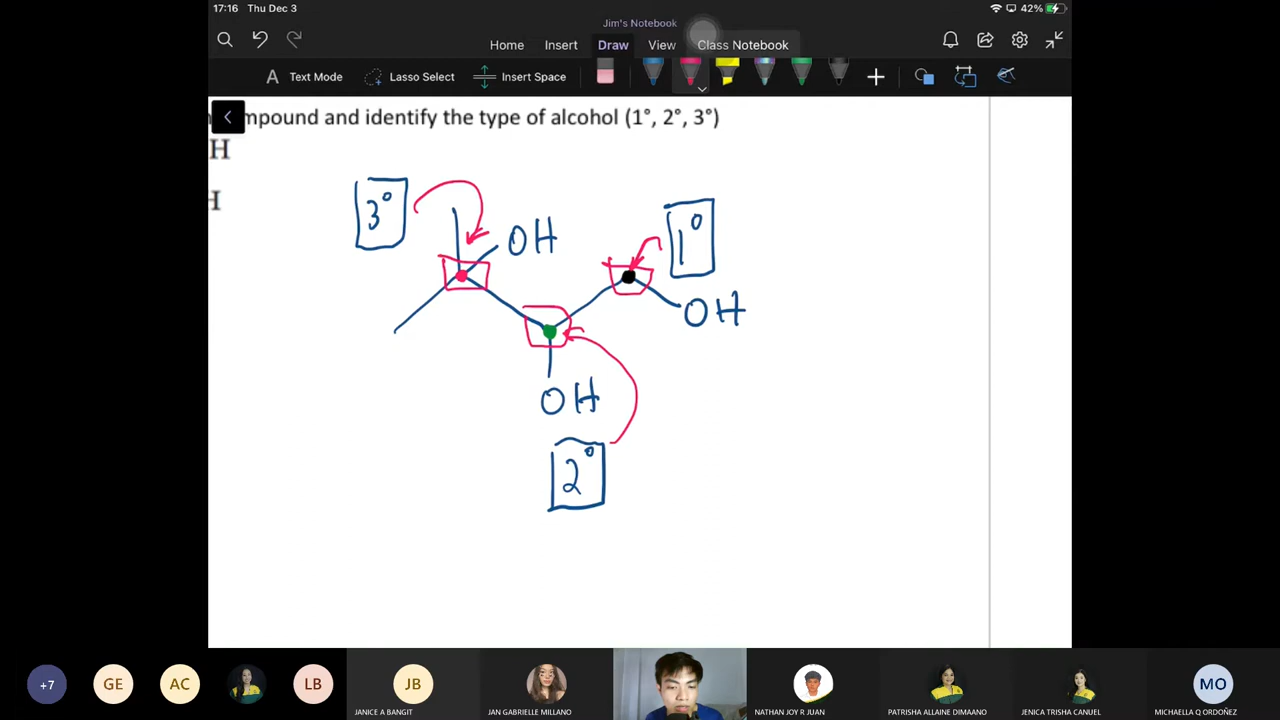 17:16 Thu Dec 3
42%
Jim's Notebook
Home Insert Draw View Class Notebook
Text Mode Lasso Select Insert Space
mpound and identify the type of alcohol (1°, 2°, 3°)
H
H
3°
OH
1°
OH
OH
2°
+7 GE AC LB JB MO
JANICE A BANGIT JAN GABRIELLE MILLANO NATHAN JOY R JUAN PATRISHA ALLAINE DIMAANO JENICA TRISHA CANUEL MICHAELLA Q ORDOÑEZ